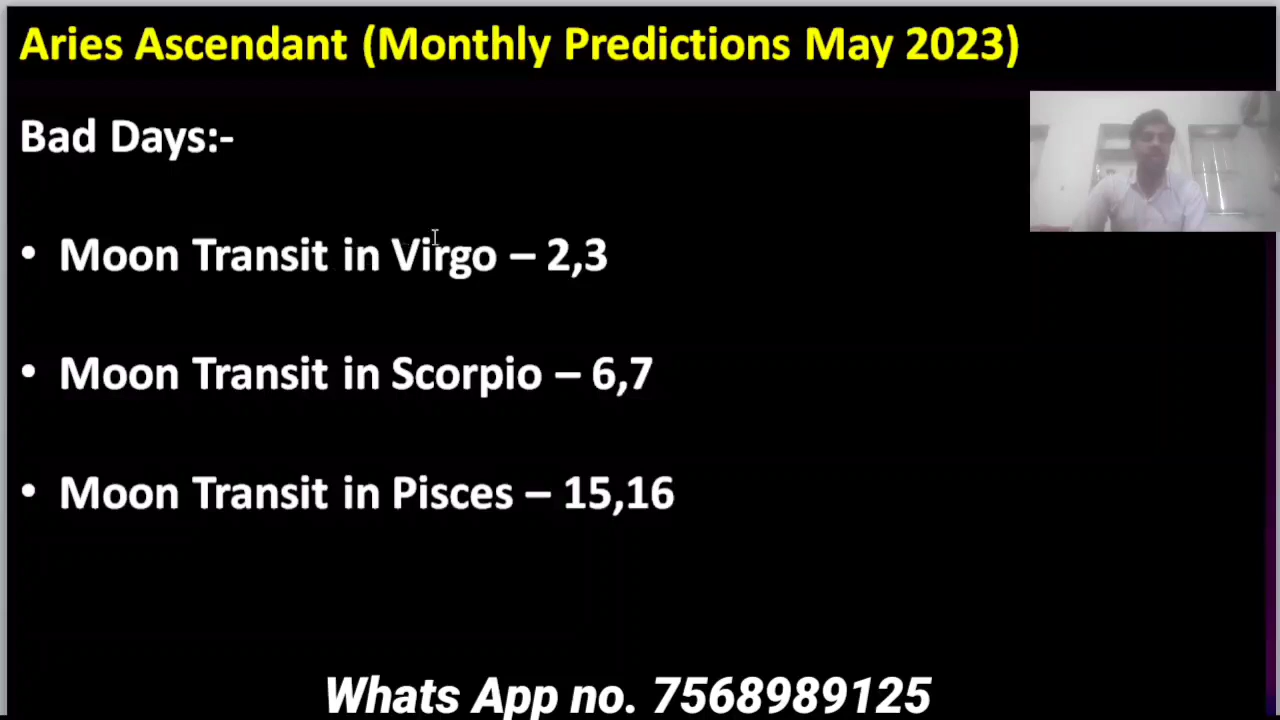 Aries Ascendant (Monthly Predictions May 2023)
Bad Days:-
• Moon Transit in Virgo – 2,3
• Moon Transit in Scorpio – 6,7
• Moon Transit in Pisces – 15,16
Whats App no. 7568989125